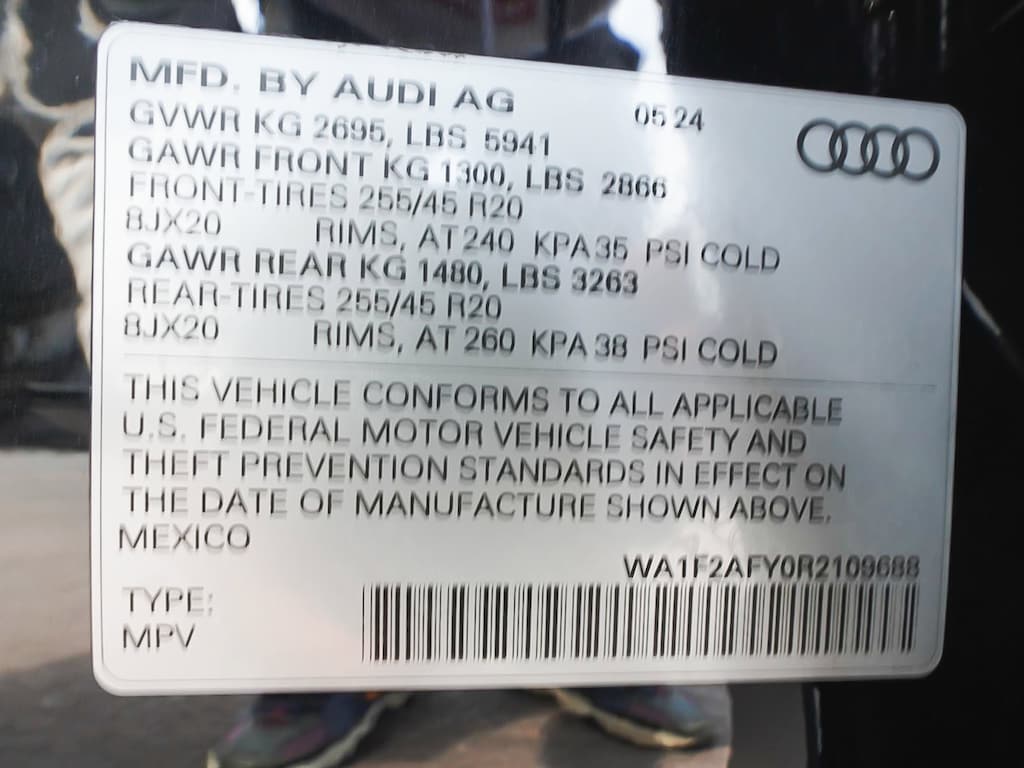 MFD. BY AUDI AG 05 24
GVWR KG 2695, LBS 5941
GAWR FRONT KG 1300, LBS 2866
FRONT-TIRES 255/45 R20
8JX20 RIMS, AT 240 KPA 35 PSI COLD
GAWR REAR KG 1480, LBS 3263
REAR-TIRES 255/45 R20
8JX20 RIMS, AT 260 KPA 38 PSI COLD
THIS VEHICLE CONFORMS TO ALL APPLICABLE
U.S. FEDERAL MOTOR VEHICLE SAFETY AND
THEFT PREVENTION STANDARDS IN EFFECT ON
THE DATE OF MANUFACTURE SHOWN ABOVE.
MEXICO
WA1F2AFY0R2109688
TYPE:
MPV